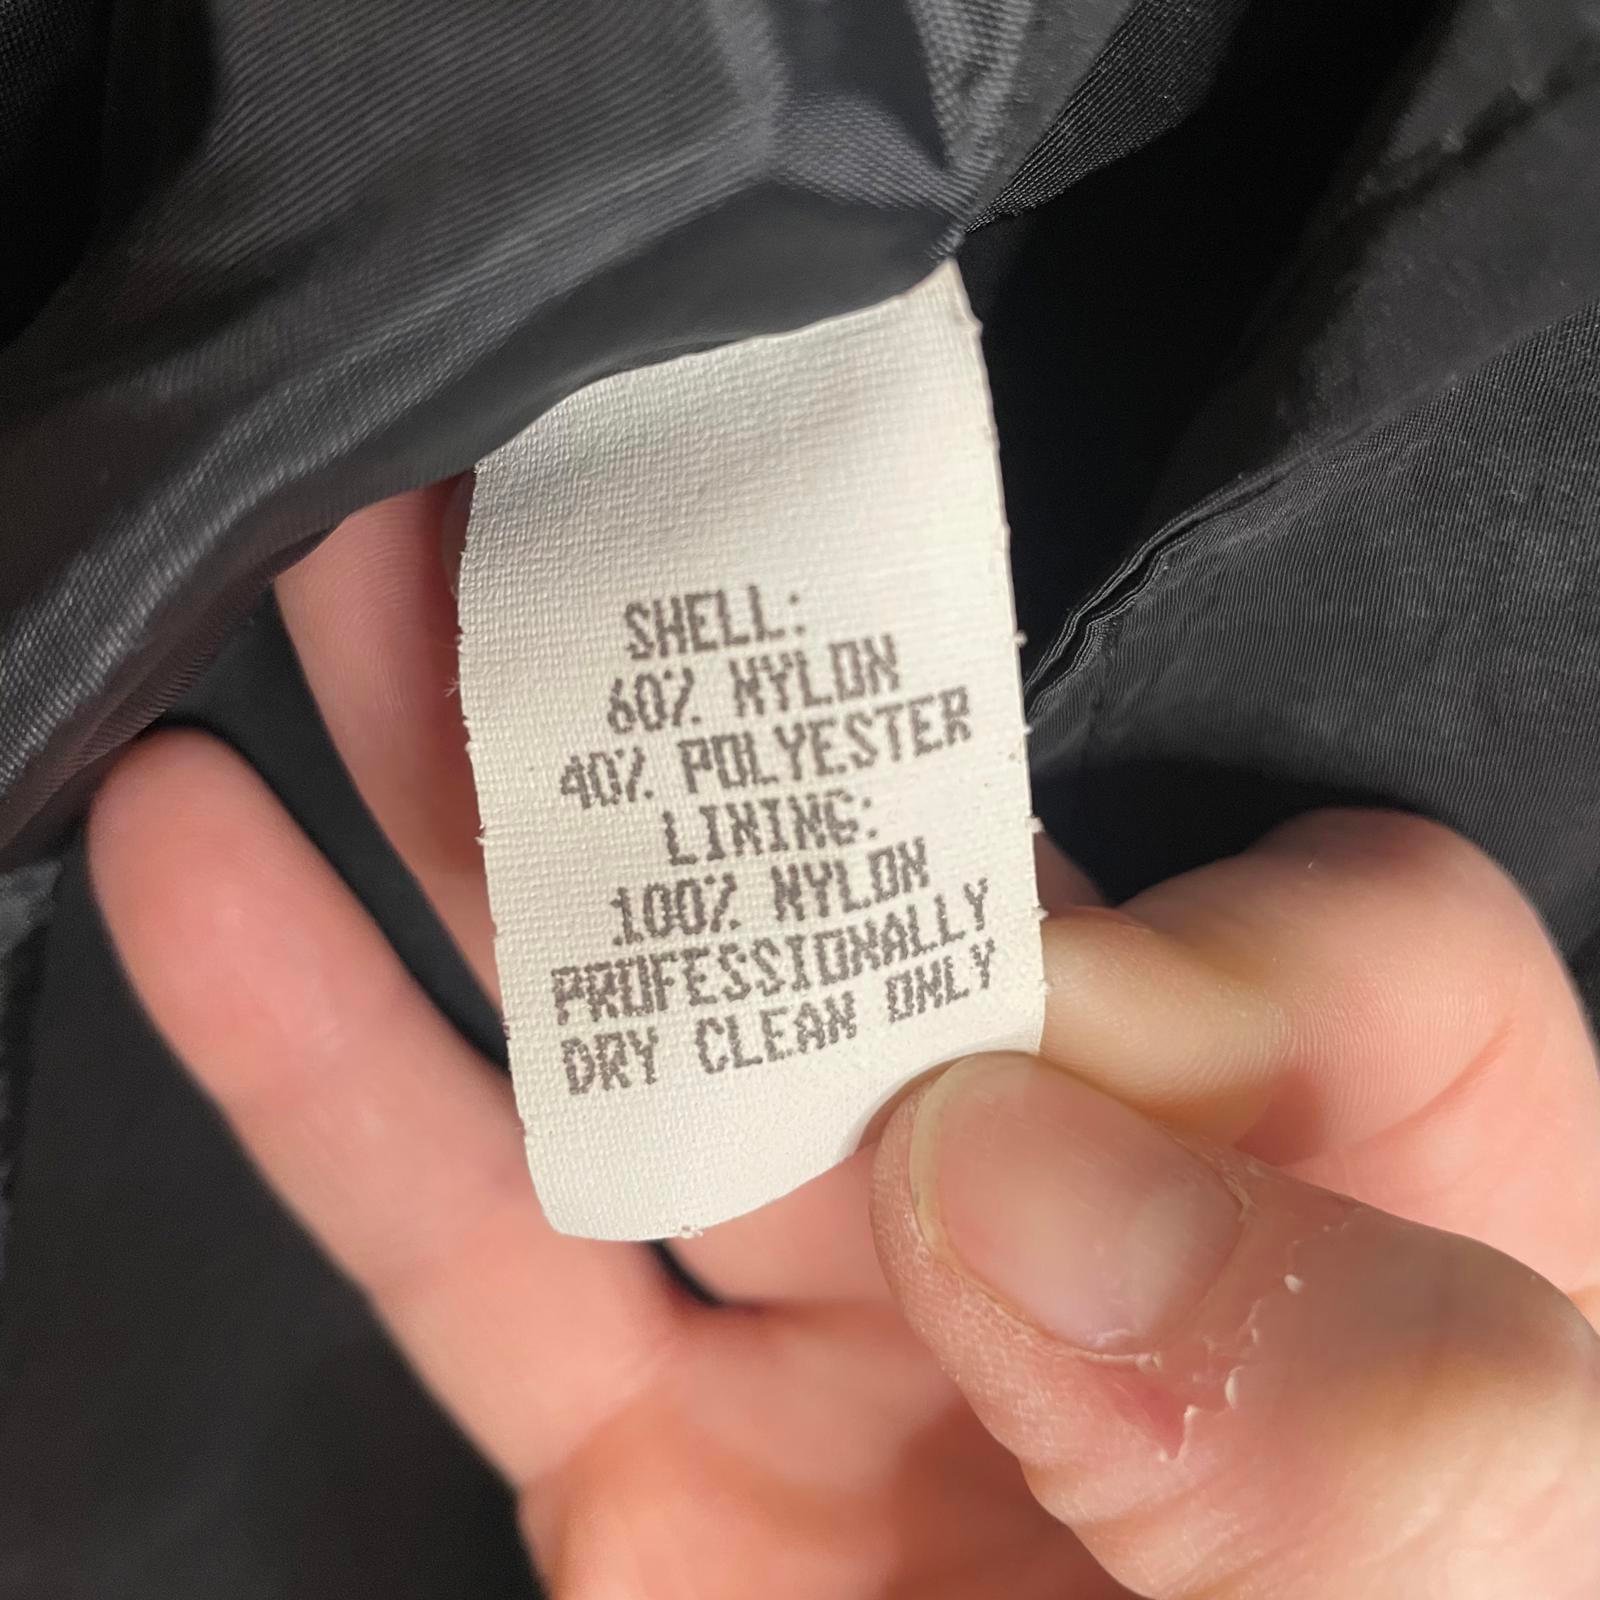 SHELL:
60% NYLON
40% POLYESTER
LINING:
100% NYLON
PROFESSIONALLY
DRY CLEAN ONLY